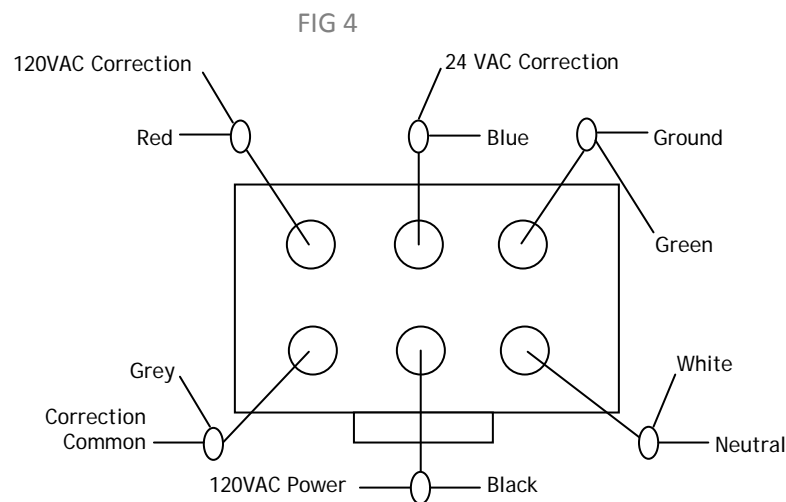 FIG 4
120VAC Correction
24 VAC Correction
Red
Blue
Ground
Green
Grey
White
Correction
Common
Neutral
120VAC Power
Black